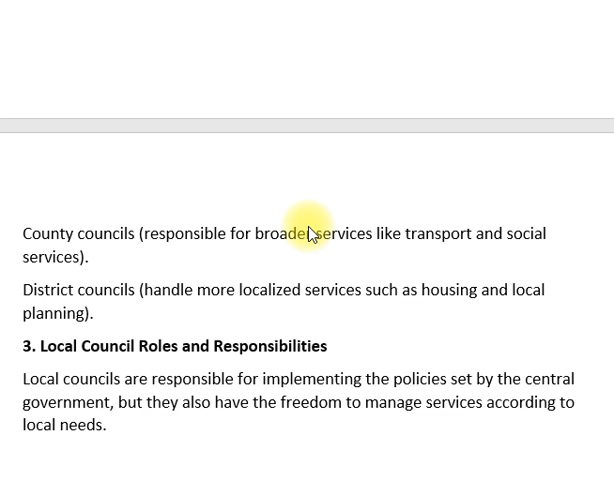 County councils (responsible for broader services like transport and social
services).
District councils (handle more localized services such as housing and local
planning).
3. Local Council Roles and Responsibilities
Local councils are responsible for implementing the policies set by the central
government, but they also have the freedom to manage services according to
local needs.